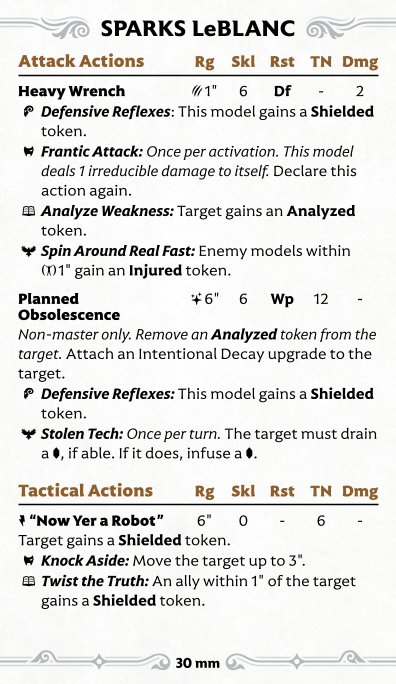 SPARKS LeBLANC
Attack Actions Rg Skl Rst TN Dmg
Heavy Wrench 1" 6 Df - 2
Defensive Reflexes: This model gains a Shielded
token.
Frantic Attack: Once per activation. This model
deals 1 irreducible damage to itself. Declare this
action again.
Analyze Weakness: Target gains an Analyzed
token.
Spin Around Real Fast: Enemy models within
1" gain an Injured token.
Planned 6" 6 Wp 12 -
Obsolescence
Non-master only. Remove an Analyzed token from the
target. Attach an Intentional Decay upgrade to the
target.
Defensive Reflexes: This model gains a Shielded
token.
Stolen Tech: Once per turn. The target must drain
a , if able. If it does, infuse a .
Tactical Actions Rg Skl Rst TN Dmg
“Now Yer a Robot” 6" 0 - 6 -
Target gains a Shielded token.
Knock Aside: Move the target up to 3".
Twist the Truth: An ally within 1" of the target
gains a Shielded token.
30 mm